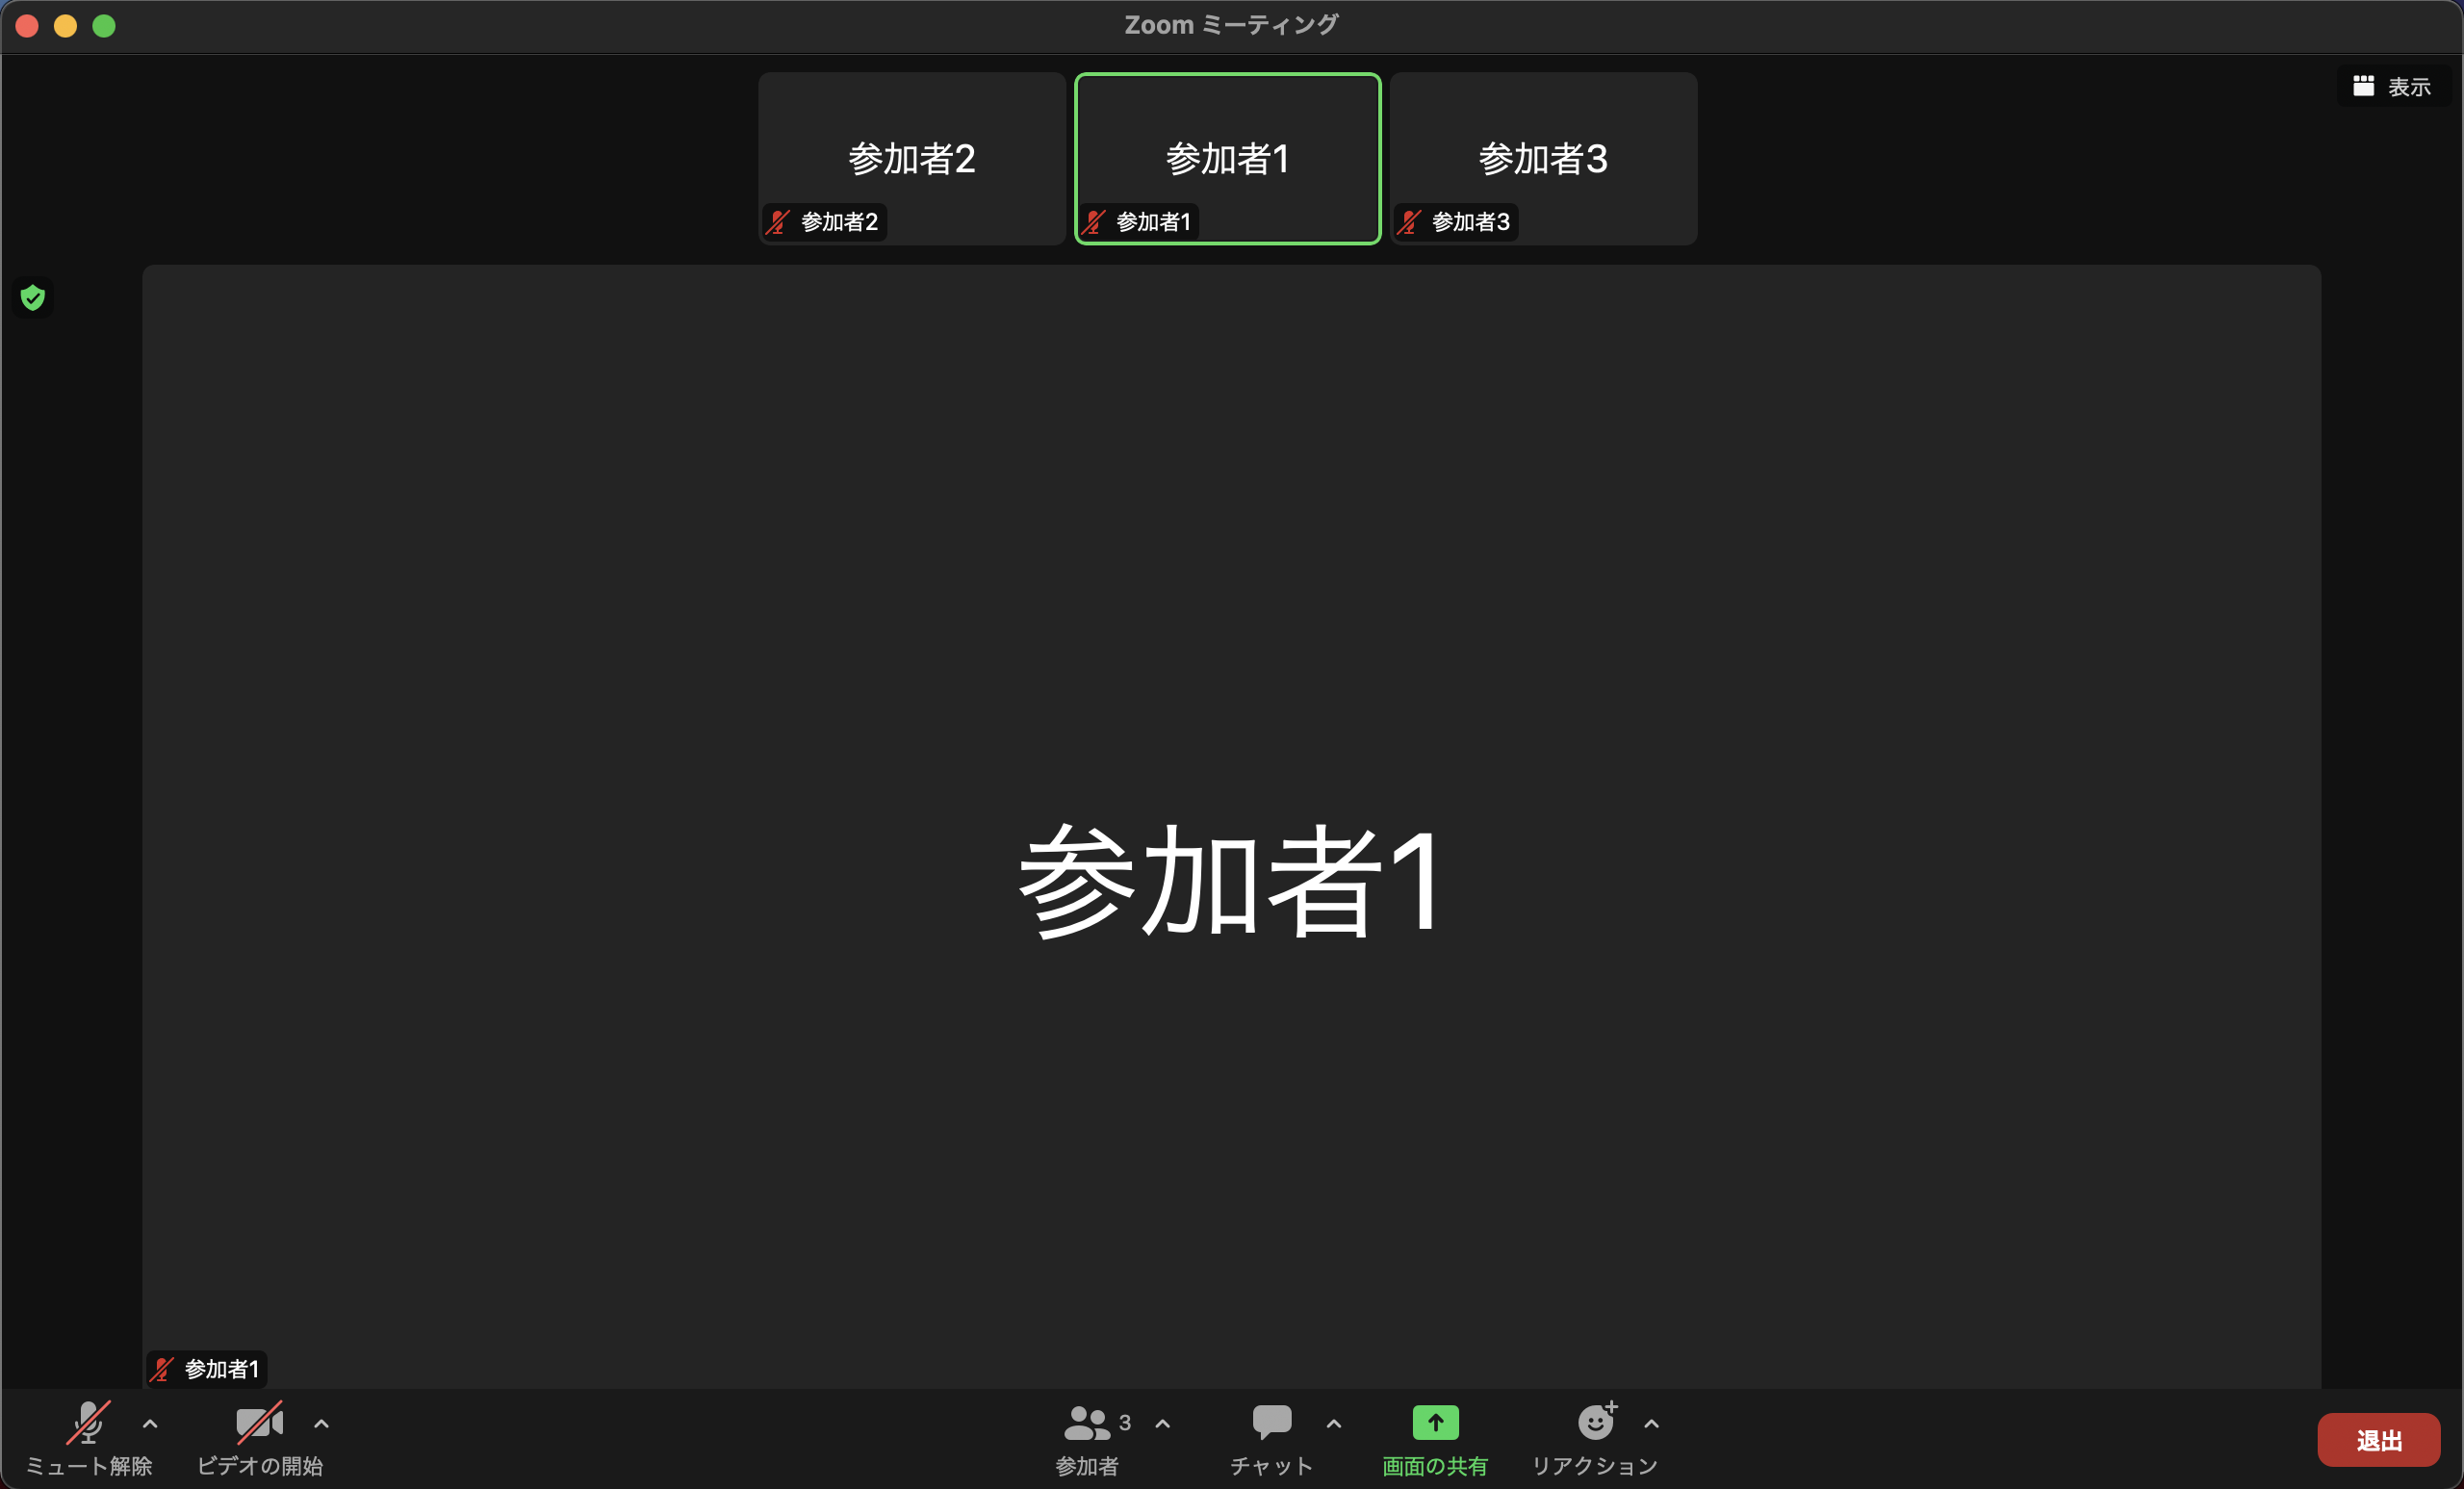 Zoom ミーティング
表示
参加者2
参加者1
参加者3
参加者2
参加者1
参加者3
参加者1
参加者1
3
ミュート解除
ビデオの開始
参加者
チャット
画面の共有
リアクション
退出